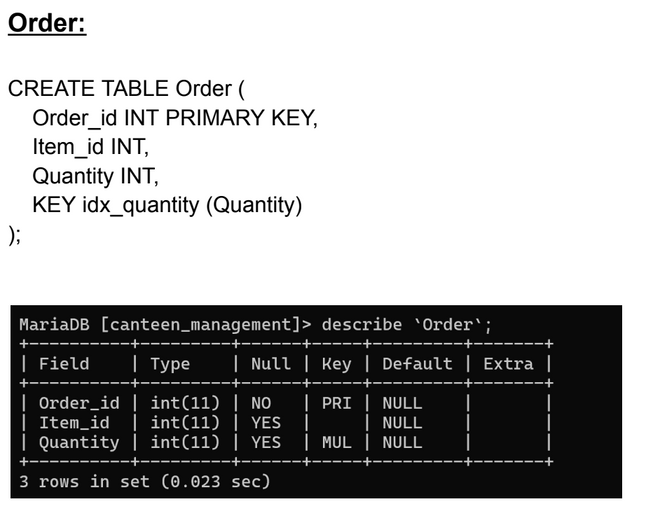 Order:
CREATE TABLE Order (
    Order_id INT PRIMARY KEY,
    Item_id INT,
    Quantity INT,
    KEY idx_quantity (Quantity)
);
MariaDB [canteen_management]> describe `Order`;
+----------+---------+------+-----+---------+-------+
| Field    | Type    | Null | Key | Default | Extra |
+----------+---------+------+-----+---------+-------+
| Order_id | int(11) | NO   | PRI | NULL    |       |
| Item_id  | int(11) | YES  |     | NULL    |       |
| Quantity | int(11) | YES  | MUL | NULL    |       |
+----------+---------+------+-----+---------+-------+
3 rows in set (0.023 sec)